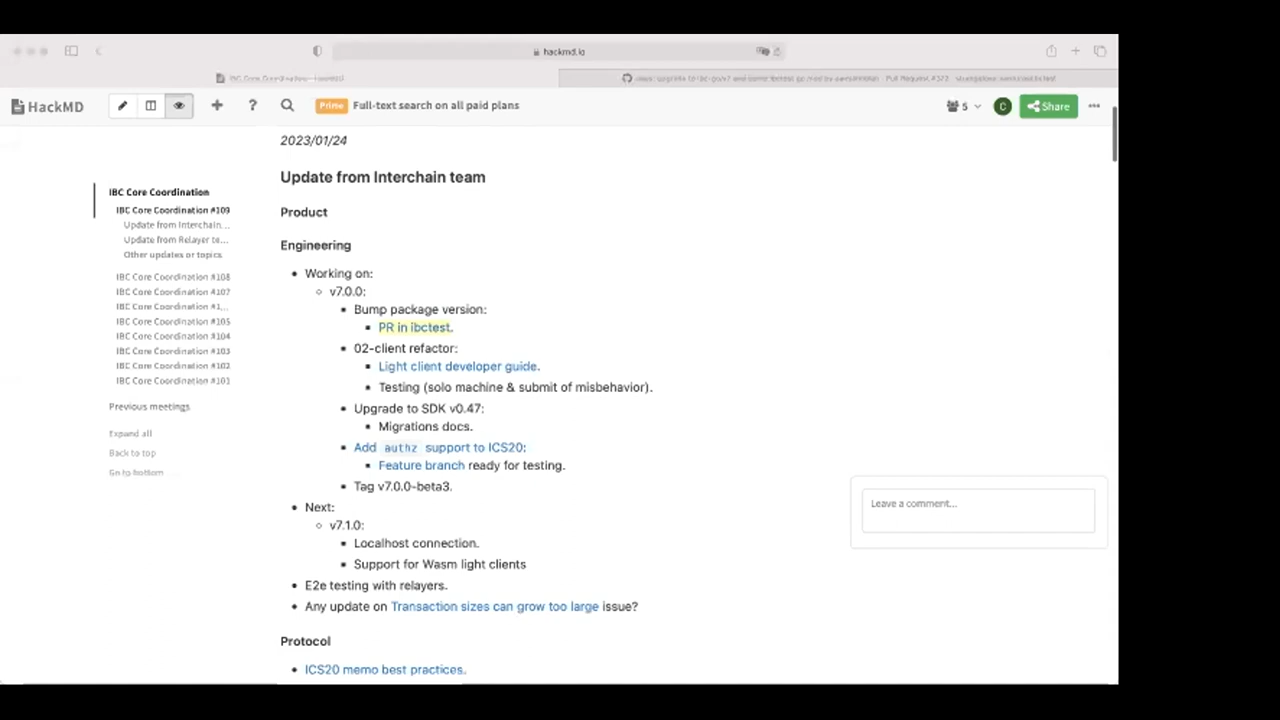 hackmd.io
IBC Core Coordination - HackMD
HackMD
?
Prime Full-text search on all paid plans
5
C
Share
2023/01/24
IBC Core Coordination
IBC Core Coordination #109
Update from Interchain...
Update from Relayer te...
Other updates or topics
IBC Core Coordination #108
IBC Core Coordination #107
IBC Core Coordination #1...
IBC Core Coordination #105
IBC Core Coordination #104
IBC Core Coordination #103
IBC Core Coordination #102
IBC Core Coordination #101
Previous meetings
Expand all
Back to top
Go to bottom
Update from Interchain team
Product
Engineering
Working on:
v7.0.0:
Bump package version:
PR in ibctest.
02-client refactor:
Light client developer guide.
Testing (solo machine & submit of misbehavior).
Upgrade to SDK v0.47:
Migrations docs.
Add authz support to ICS20:
Feature branch ready for testing.
Tag v7.0.0-beta3.
Next:
v7.1.0:
Localhost connection.
Support for Wasm light clients
E2e testing with relayers.
Any update on Transaction sizes can grow too large issue?
Protocol
ICS20 memo best practices.
Leave a comment...